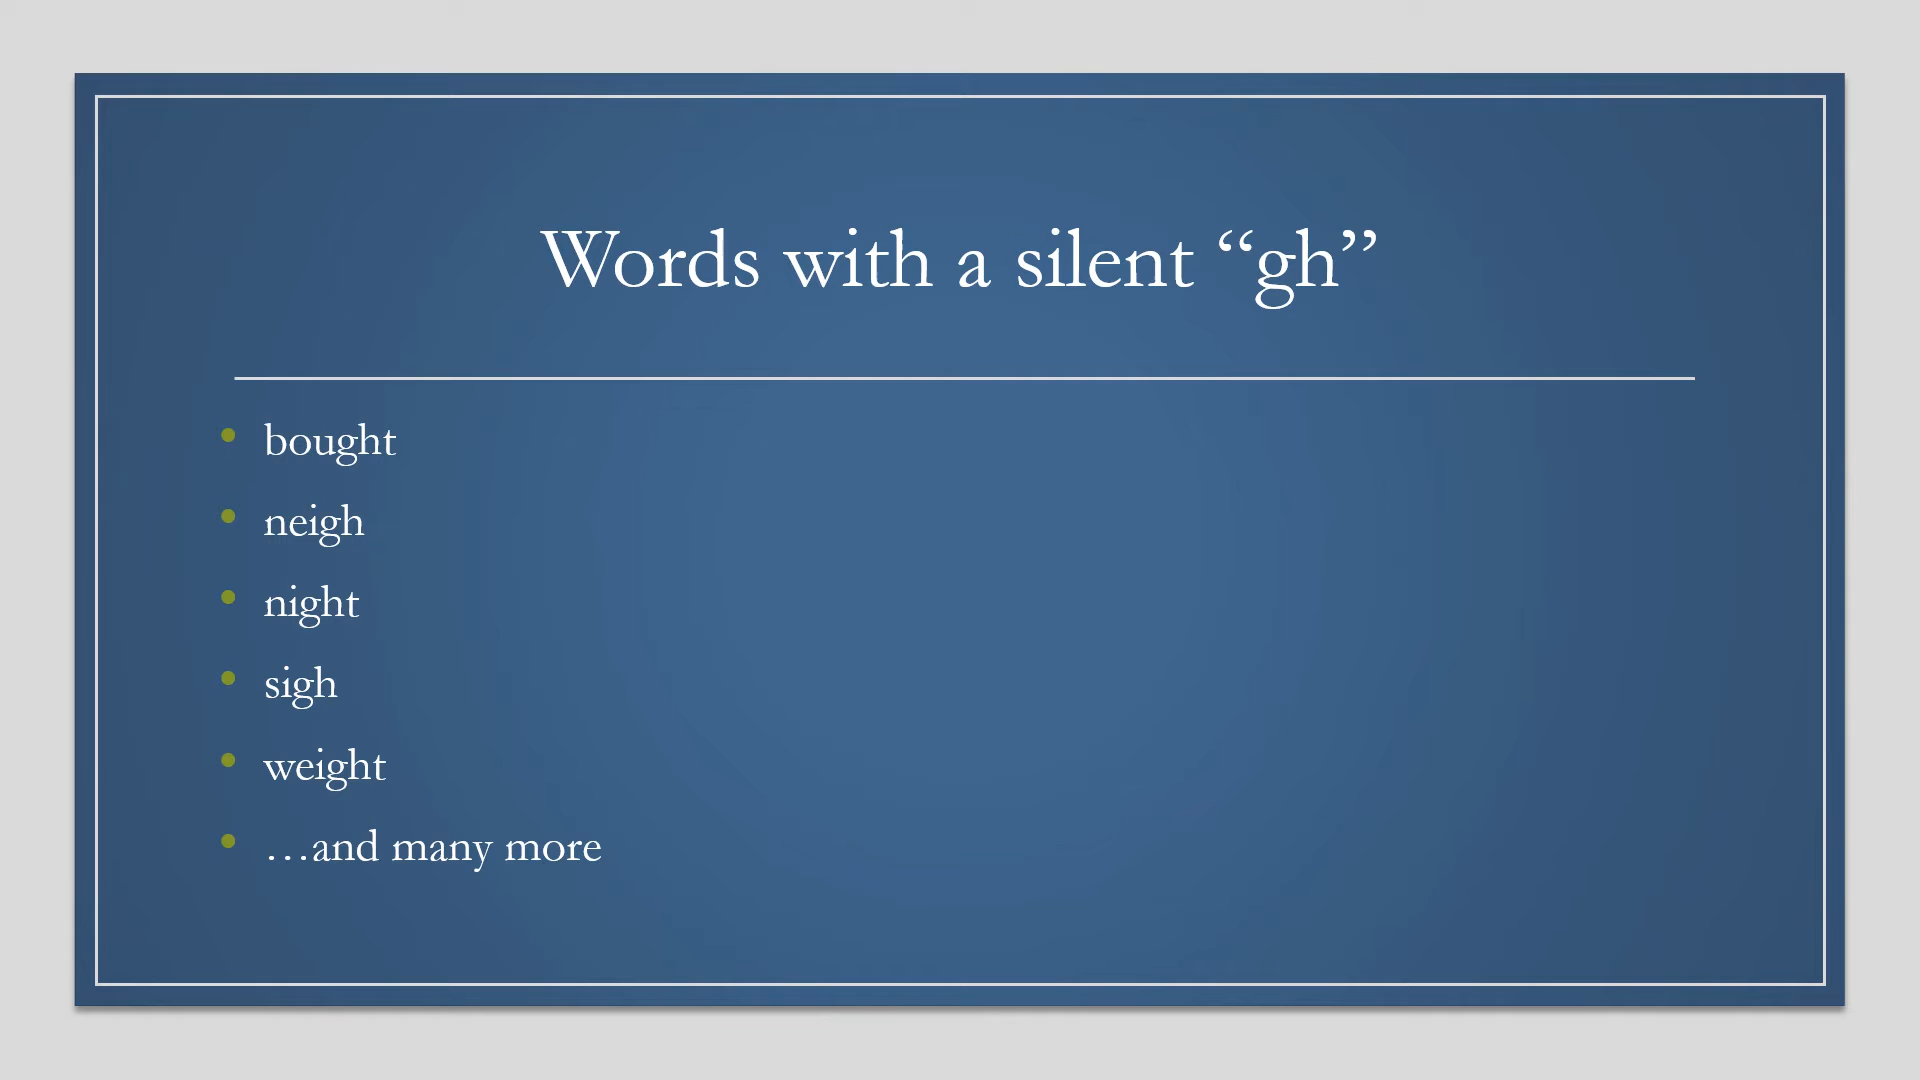 Words with a silent “gh”
• bought
• neigh
• night
• sigh
• weight
• …and many more